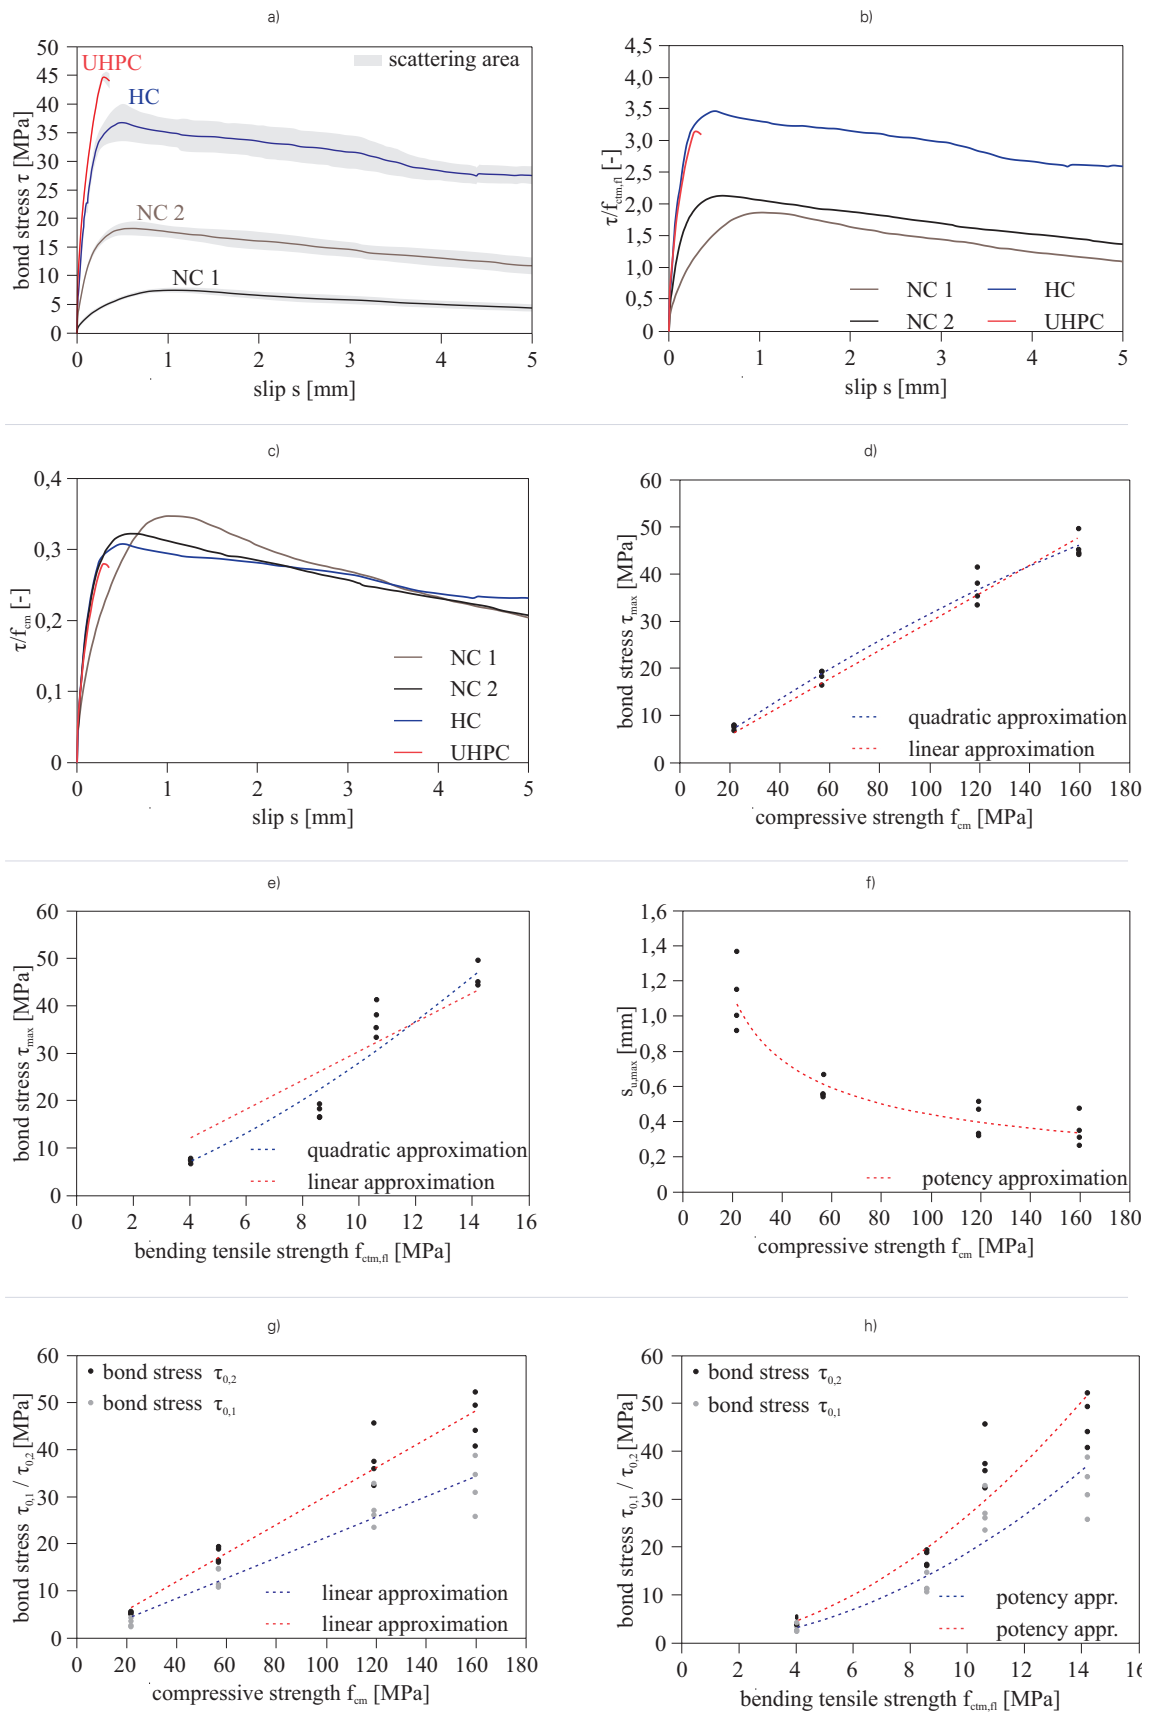 a)
50
45
40
35
30
25
20
15
10
5
0
bond stress τ [MPa]
UHPC
HC
NC 2
NC 1
scattering area
0 1 2 3 4 5
slip s [mm]
b)
4,5
4,0
3,5
3,0
2,5
2,0
1,5
1,0
0,5
0
τ/fctm,fl [-]
NC 1
HC
NC 2
UHPC
0 1 2 3 4 5
slip s [mm]
c)
0,4
0,3
0,2
0,1
0
τ/fcm [-]
NC 1
NC 2
HC
UHPC
0 1 2 3 4 5
slip s [mm]
d)
60
50
40
30
20
10
0
bond stress τmax [MPa]
quadratic approximation
linear approximation
0 20 40 60 80 100 120 140 160 180
compressive strength fcm [MPa]
e)
60
50
40
30
20
10
0
bond stress τmax [MPa]
quadratic approximation
linear approximation
0 2 4 6 8 10 12 14 16
bending tensile strength fctm,fl [MPa]
f)
1,6
1,4
1,2
1,0
0,8
0,6
0,4
0,2
0
su,max [mm]
potency approximation
0 20 40 60 80 100 120 140 160 180
compressive strength fcm [MPa]
g)
60
50
40
30
20
10
0
bond stress τ0,1 / τ0,2 [MPa]
bond stress τ0,2
bond stress τ0,1
linear approximation
linear approximation
0 20 40 60 80 100 120 140 160 180
compressive strength fcm [MPa]
h)
60
50
40
30
20
10
0
bond stress τ0,1 / τ0,2 [MPa]
bond stress τ0,2
bond stress τ0,1
potency appr.
potency appr.
0 2 4 6 8 10 12 14
bending tensile strength fctm,fl [MPa]